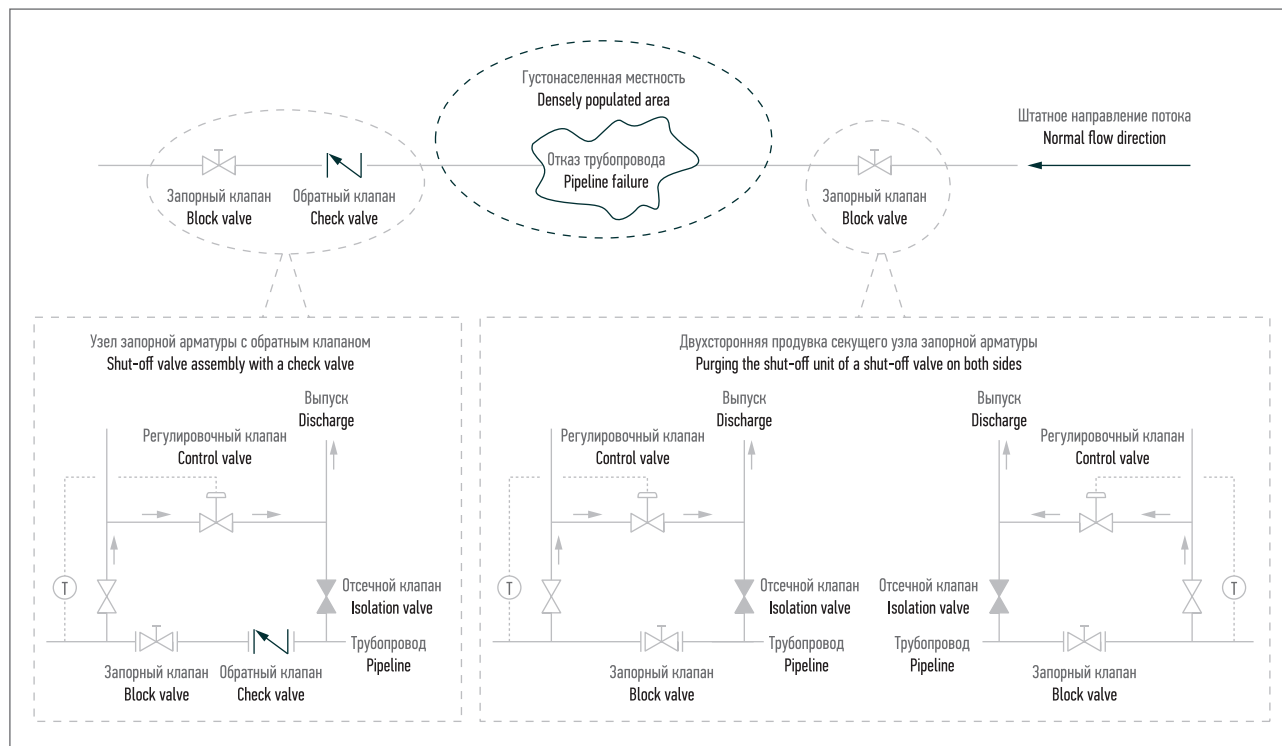 Густонаселенная местность
Densely populated area
Штатное направление потока
Normal flow direction
Отказ трубопровода
Pipeline failure
Запорный клапан
Block valve
Обратный клапан
Check valve
Запорный клапан
Block valve
Узел запорной арматуры с обратным клапаном
Shut-off valve assembly with a check valve
Выпуск
Discharge
Регулировочный клапан
Control valve
T
Отсечной клапан
Isolation valve
Трубопровод
Pipeline
Запорный клапан
Block valve
Обратный клапан
Check valve
Двухсторонняя продувка секущего узла запорной арматуры
Purging the shut-off unit of a shut-off valve on both sides
Выпуск
Discharge
Регулировочный клапан
Control valve
T
Отсечной клапан
Isolation valve
Трубопровод
Pipeline
Запорный клапан
Block valve
Выпуск
Discharge
Регулировочный клапан
Control valve
Отсечной клапан
Isolation valve
T
Трубопровод
Pipeline
Запорный клапан
Block valve